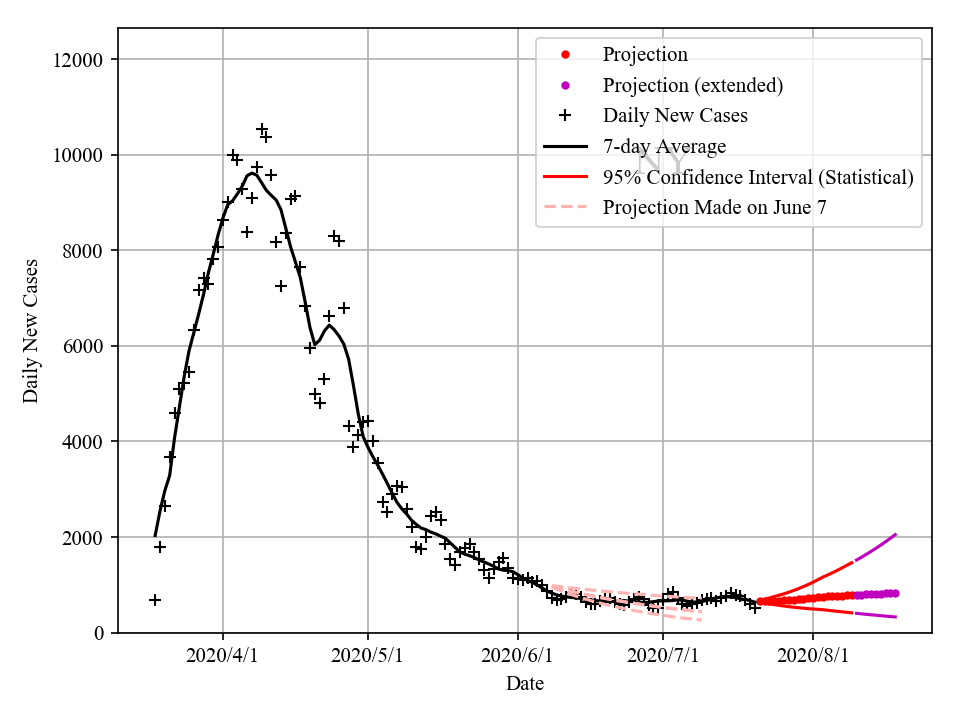 12000
10000
8000
6000
4000
2000
0
Daily New Cases
2020/4/1
2020/5/1
2020/6/1
2020/7/1
2020/8/1
Date
NY
Projection
Projection (extended)
Daily New Cases
7-day Average
95% Confidence Interval (Statistical)
Projection Made on June 7